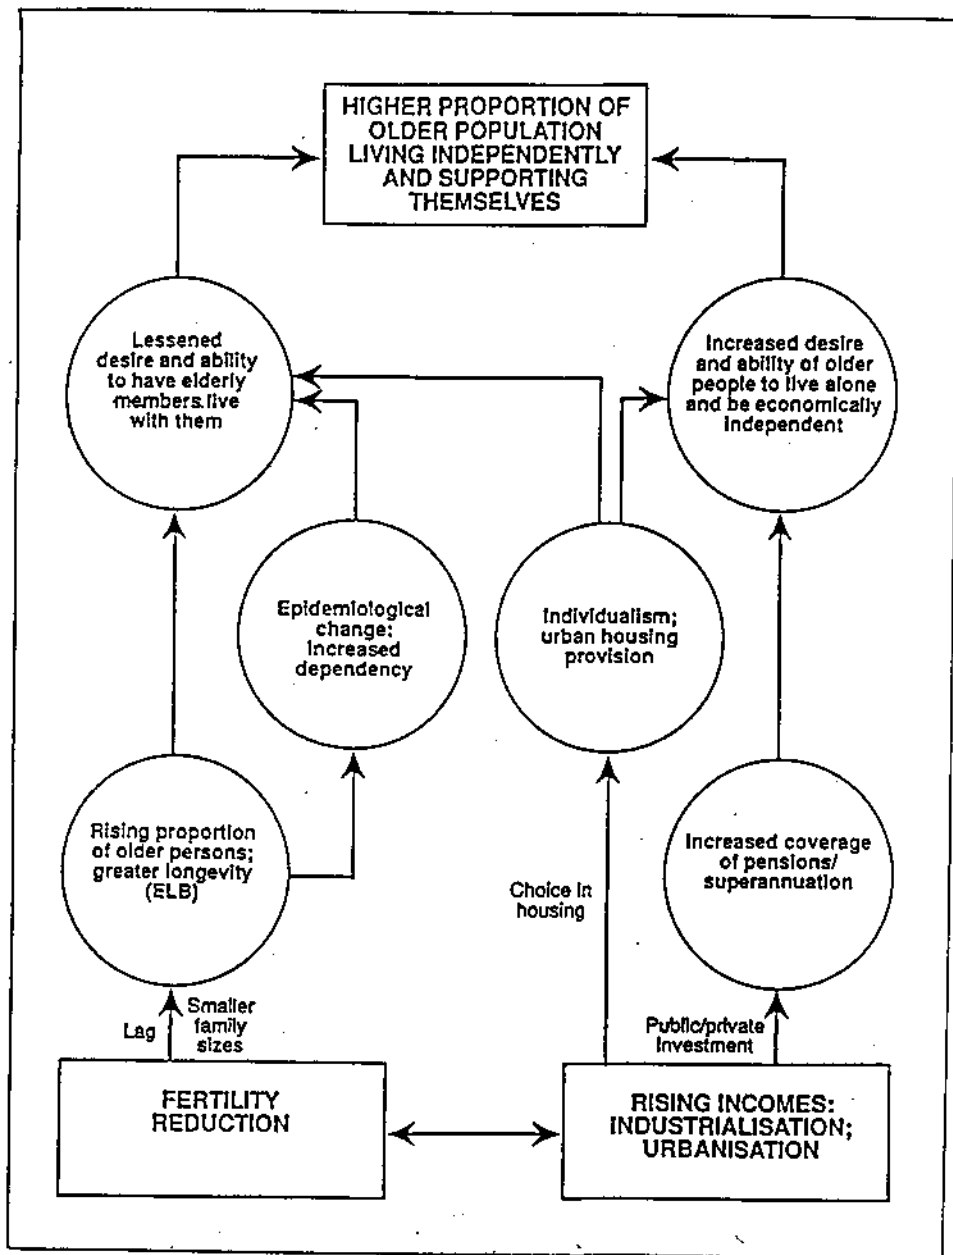 HIGHER PROPORTION OF
OLDER POPULATION
LIVING INDEPENDENTLY
AND SUPPORTING
THEMSELVES
Lessened
desire and ability
to have elderly
members.live
with them
Increased desire
and ability of older
people to live alone
and be economically
independent
Epidemiological
change;
increased
dependency
Individualism;
urban housing
provision
Rising proportion
of older persons;
greater longevity
(ELB)
Increased coverage
of pensions/
superannuation
Choice in
housing
Lag
Smaller
family
sizes
Public/private
investment
FERTILITY
REDUCTION
RISING INCOMES:
INDUSTRIALISATION;
URBANISATION